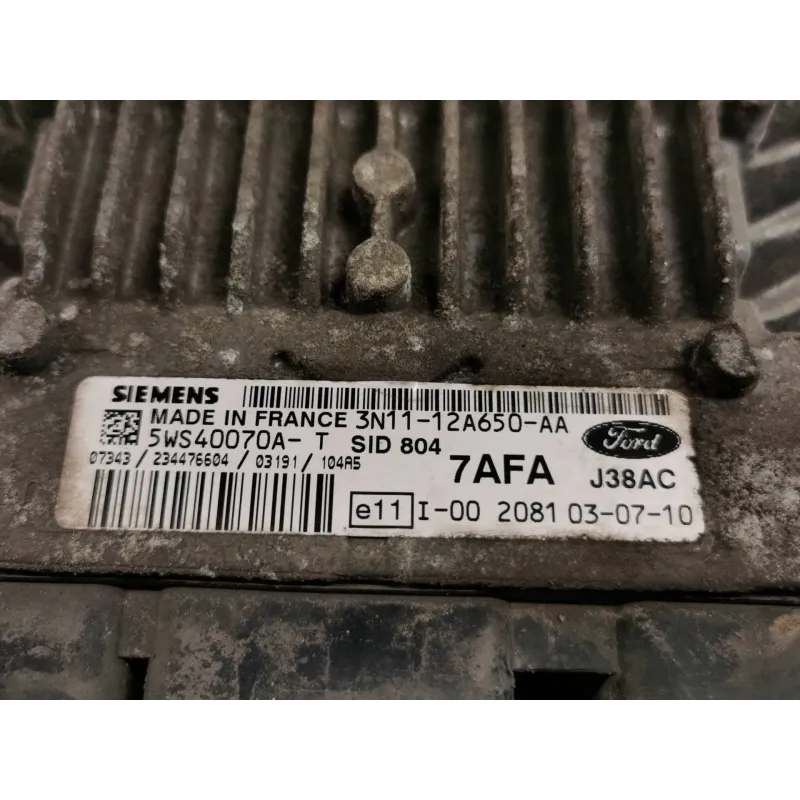 SIEMENS
MADE IN FRANCE 3N11-12A650-AA
5WS40070A- T SID 804
Ford
07343 / 234476604 / 03191 / 104A5
7AFA J38AC
e11 I-00 2081 03-07-10